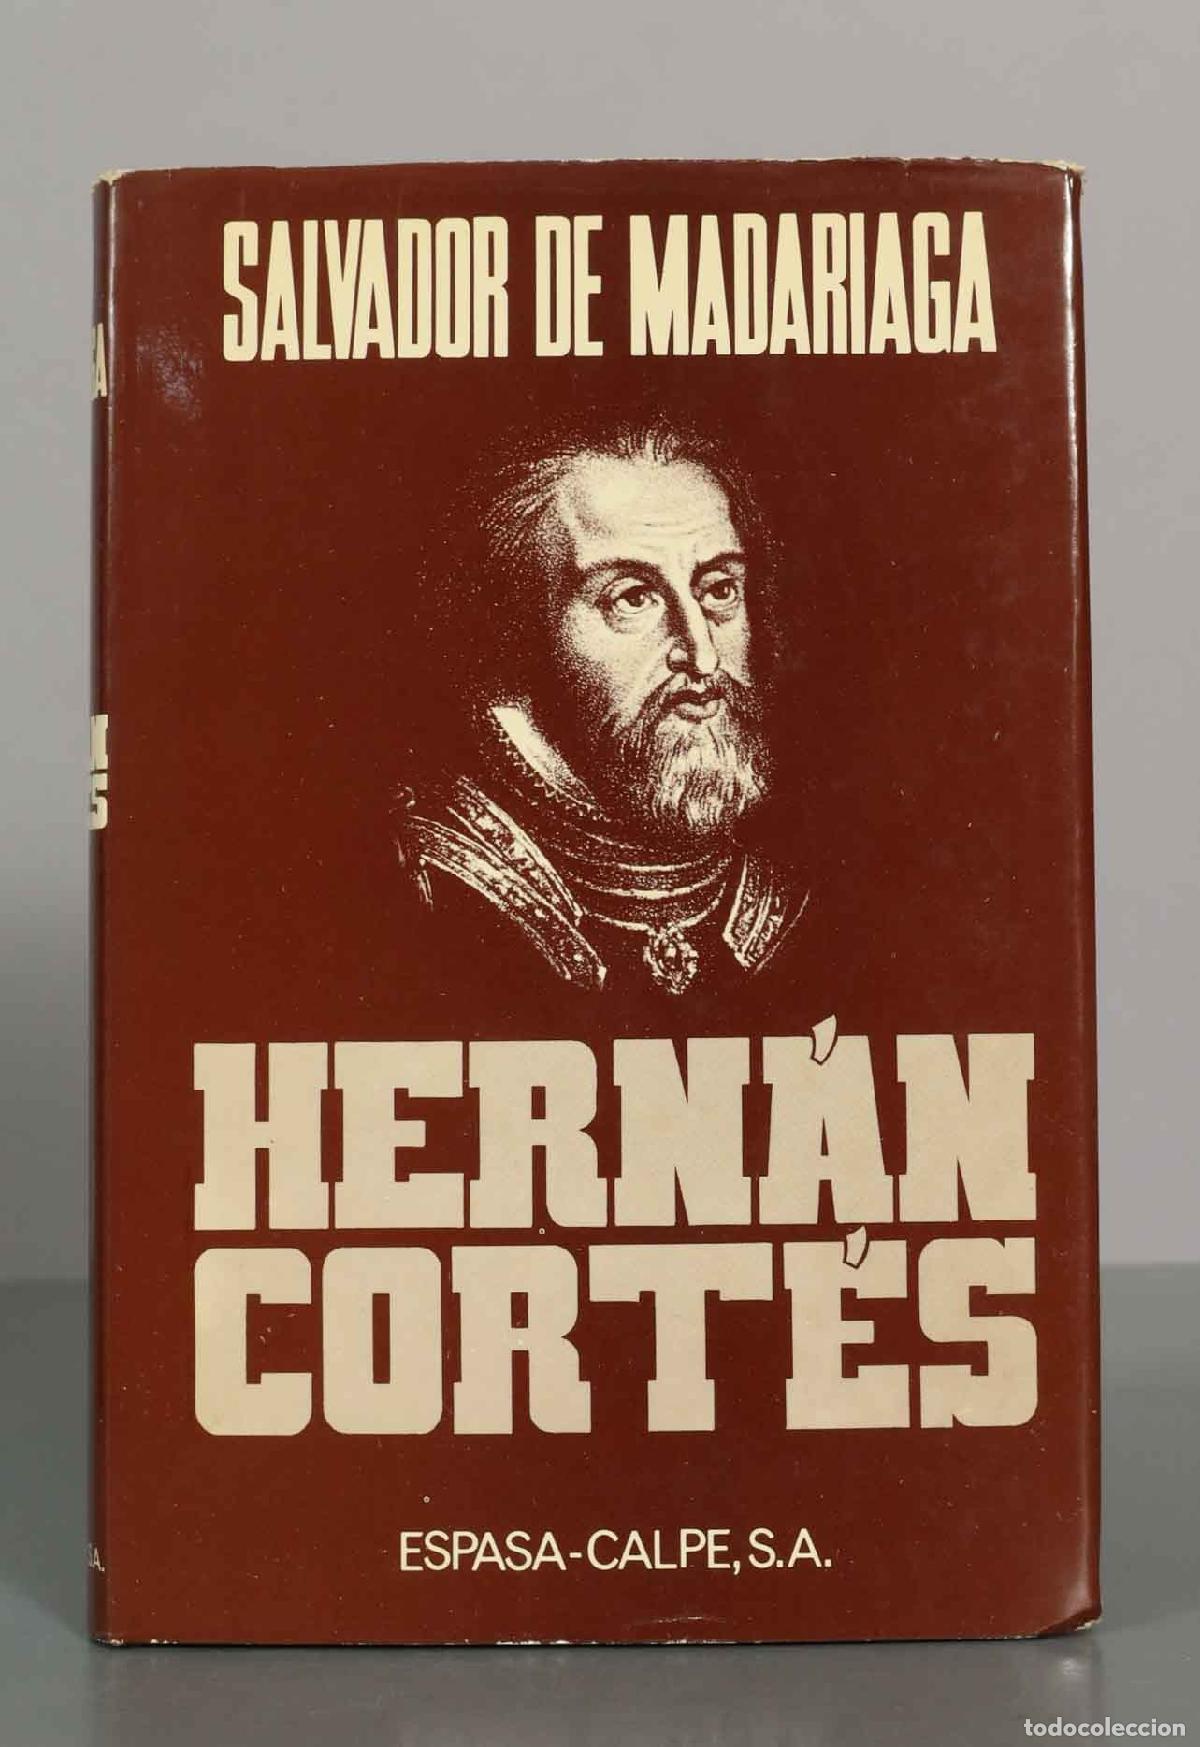 SALVADOR DE MADARIAGA
HERNÁN
CORTÉS
ESPASA-CALPE, S.A.
todocoleccion